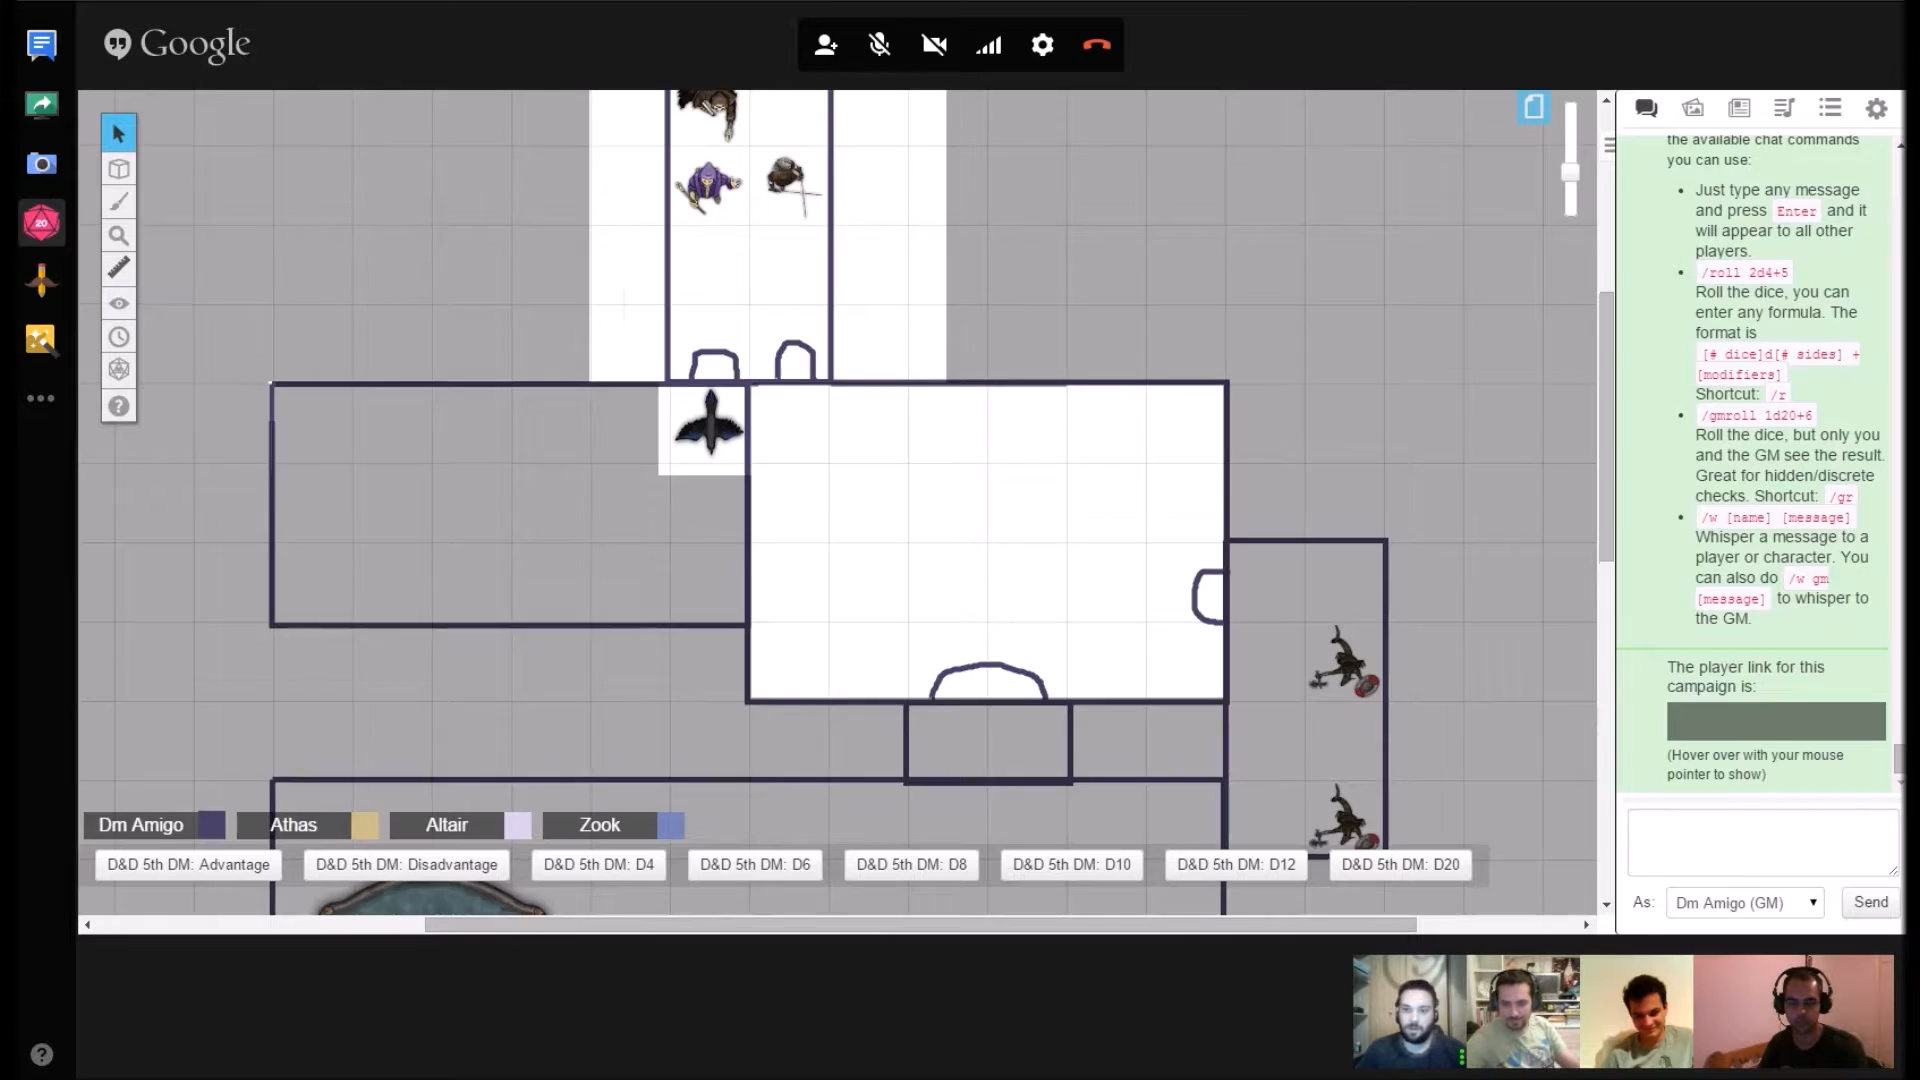 Google
the available chat commands
you can use:
Just type any message
and press Enter and it
will appear to all other
players.
/roll 2d4+5
Roll the dice, you can
enter any formula. The
format is
[# dice]d[# sides] +
[modifiers]
Shortcut: /r
/gmroll 1d20+6
Roll the dice, but only you
and the GM see the result.
Great for hidden/discrete
checks. Shortcut: /gr
/w [name] [message]
Whisper a message to a
player or character. You
can also do /w gm
[message] to whisper to
the GM.
The player link for this
campaign is:
(Hover over with your mouse
pointer to show)
Dm Amigo
Athas
Altair
Zook
D&D 5th DM: Advantage
D&D 5th DM: Disadvantage
D&D 5th DM: D4
D&D 5th DM: D6
D&D 5th DM: D8
D&D 5th DM: D10
D&D 5th DM: D12
D&D 5th DM: D20
As: Dm Amigo (GM)
Send
20